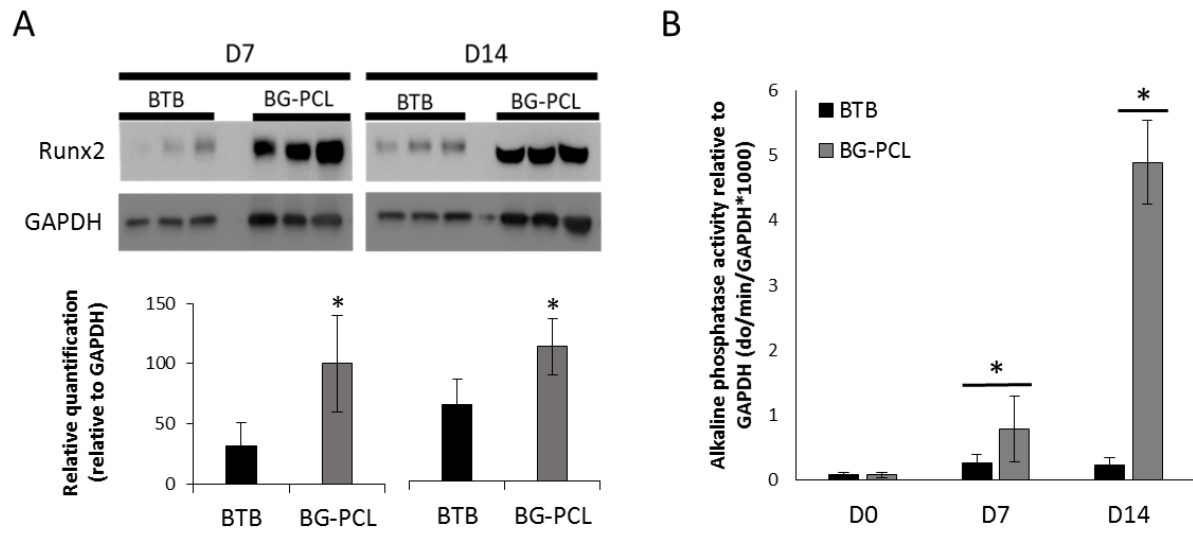 A
D7
D14
BTB
BG-PCL
BTB
BG-PCL
Runx2
GAPDH
Relative quantification
(relative to GAPDH)
150
100
50
0
*
*
BTB
BG-PCL
BTB
BG-PCL
B
Alkaline phosphatase activity relative to
GAPDH (do/min/GAPDH*1000)
6
5
4
3
2
1
0
BTB
BG-PCL
*
*
D0
D7
D14